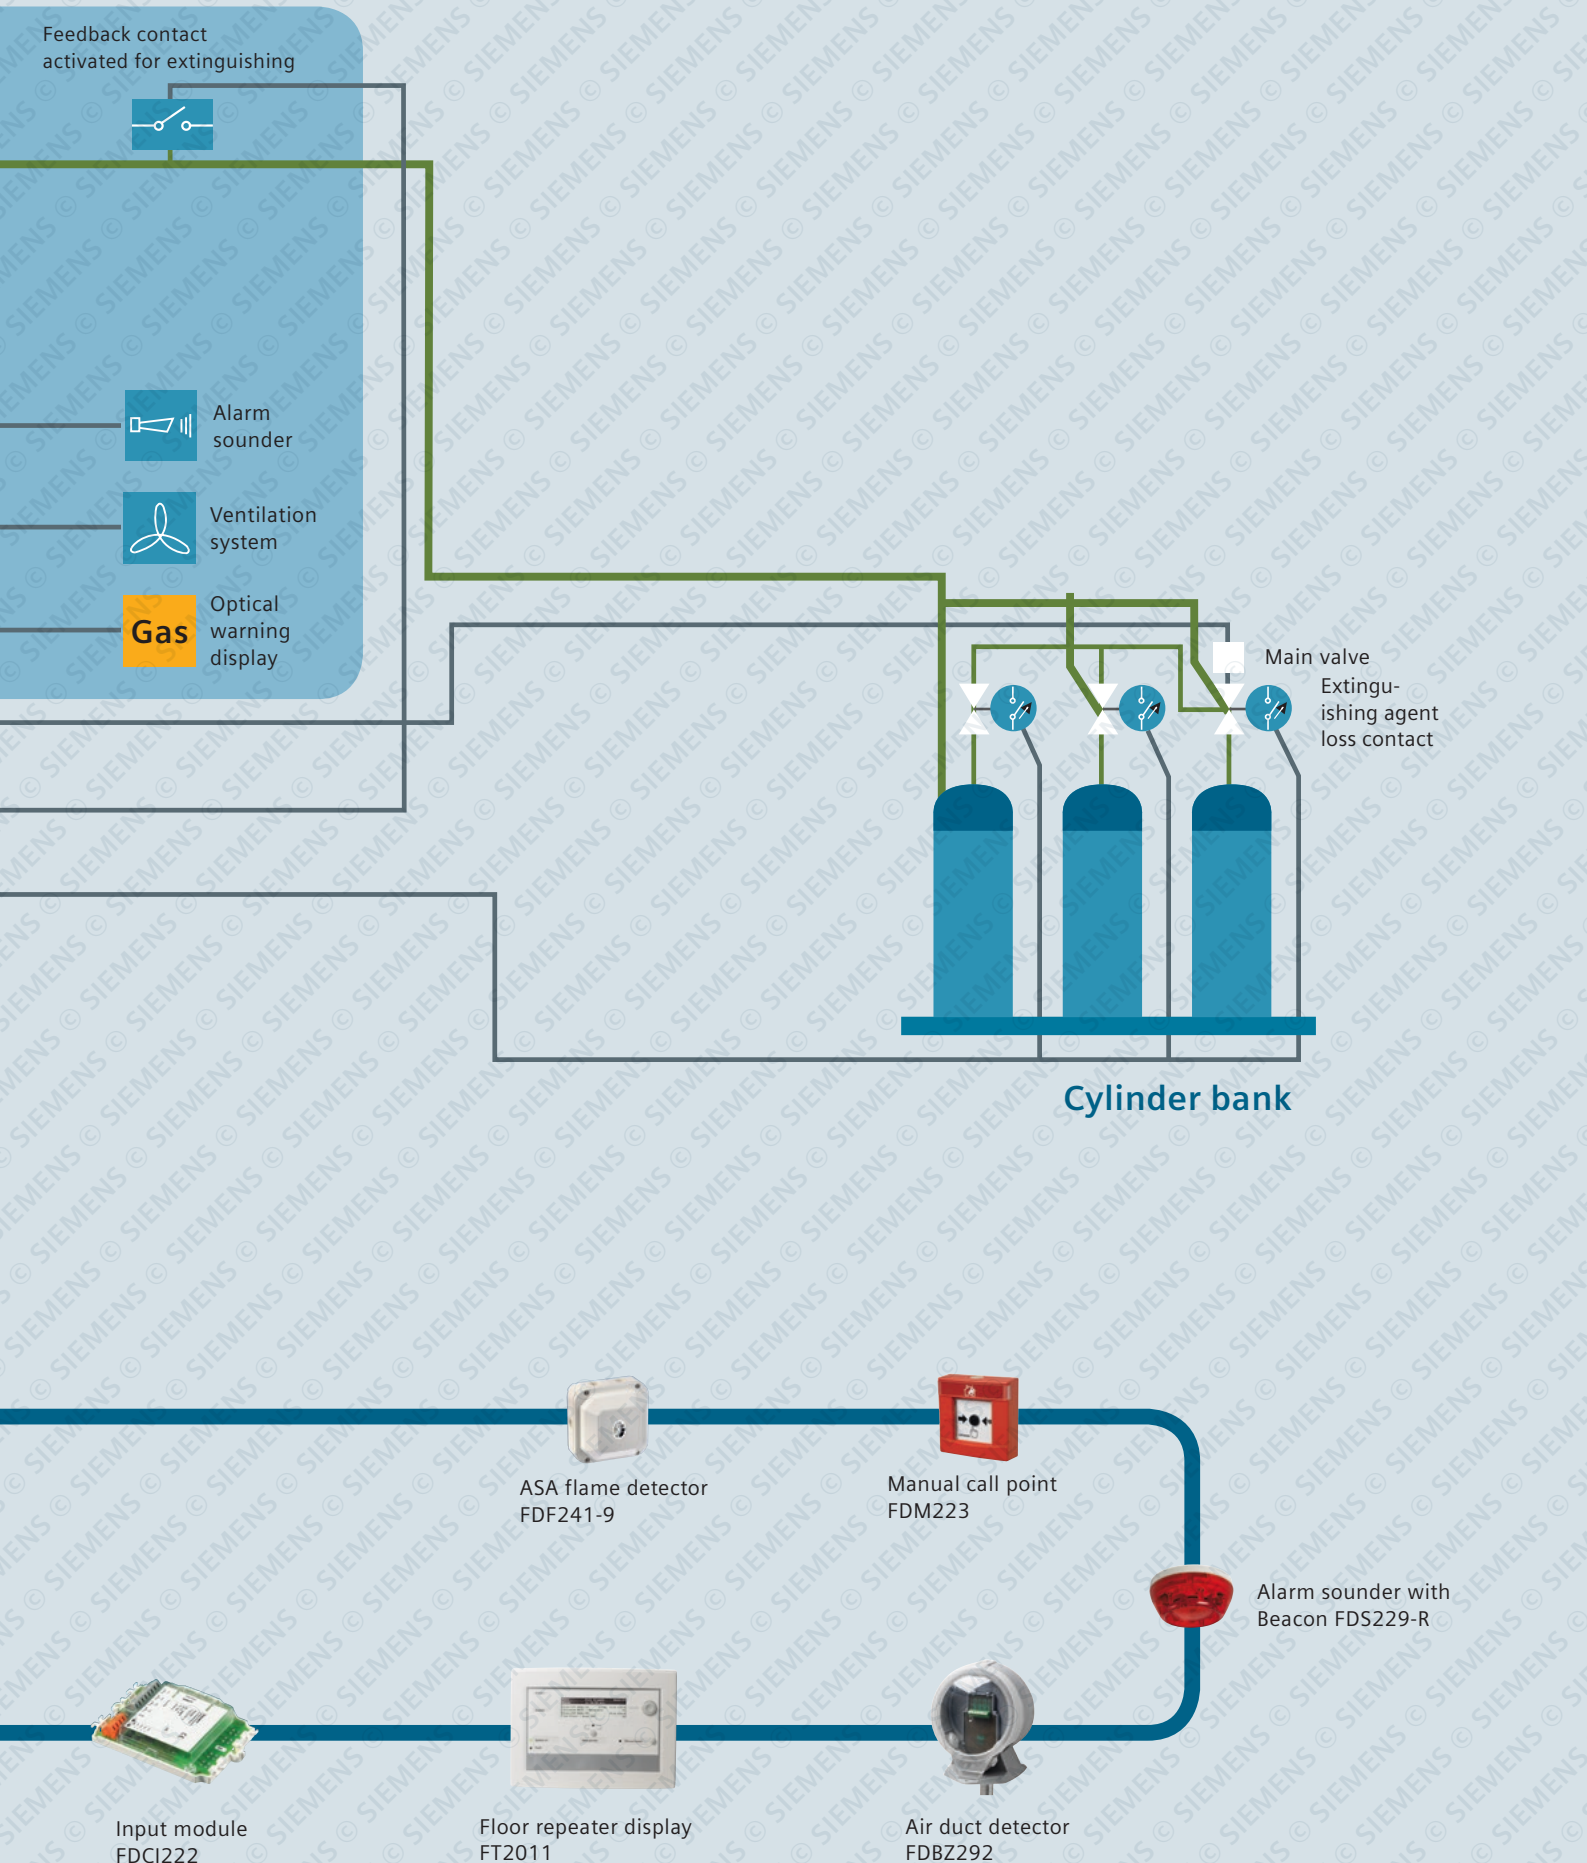 Feedback contact
activated for extinguishing
Alarm
sounder
Ventilation
system
Gas
Optical
warning
display
Main valve
Extingu-
ishing agent
loss contact
Cylinder bank
ASA flame detector
FDF241-9
Manual call point
FDM223
Alarm sounder with
Beacon FDS229-R
Input module
FDCI222
Floor repeater display
FT2011
Air duct detector
FDBZ292
© SIEMENS